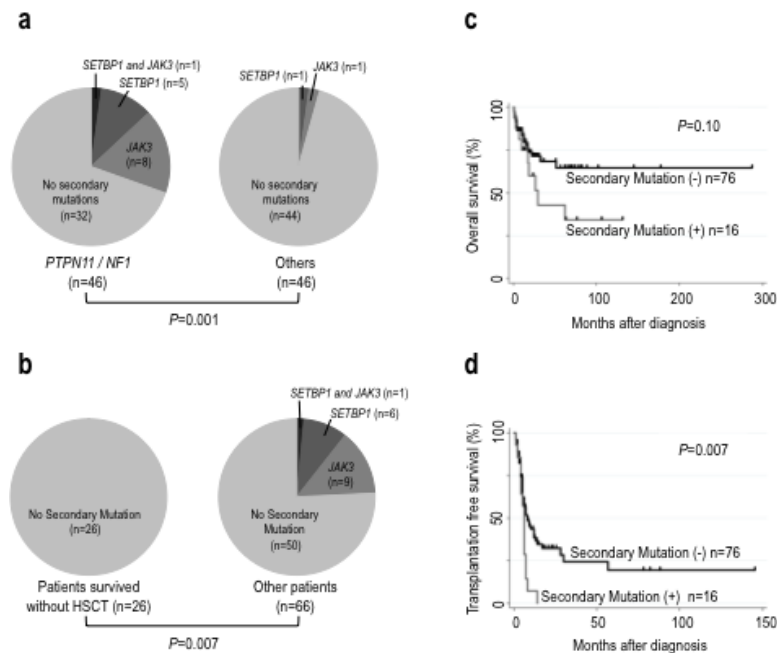 a
SETBP1 and JAK3 (n=1)
SETBP1 (n=5)
JAK3
(n=8)
No secondary
mutations
(n=32)
PTPN11 / NF1
(n=46)
SETBP1 (n=1)
JAK3 (n=1)
No secondary
mutations
(n=44)
Others
(n=46)
P=0.001
b
No Secondary Mutation
(n=26)
Patients survived
without HSCT (n=26)
SETBP1 and JAK3 (n=1)
SETBP1 (n=6)
JAK3
(n=9)
No Secondary
Mutation
(n=50)
Other patients
(n=66)
P=0.007
c
Overall survival (%)
100
50
0
P=0.10
Secondary Mutation (-) n=76
Secondary Mutation (+) n=16
0
100
200
300
Months after diagnosis
d
Transplantation free survival (%)
100
50
0
P=0.007
Secondary Mutation (-) n=76
Secondary Mutation (+) n=16
0
50
100
150
Months after diagnosis